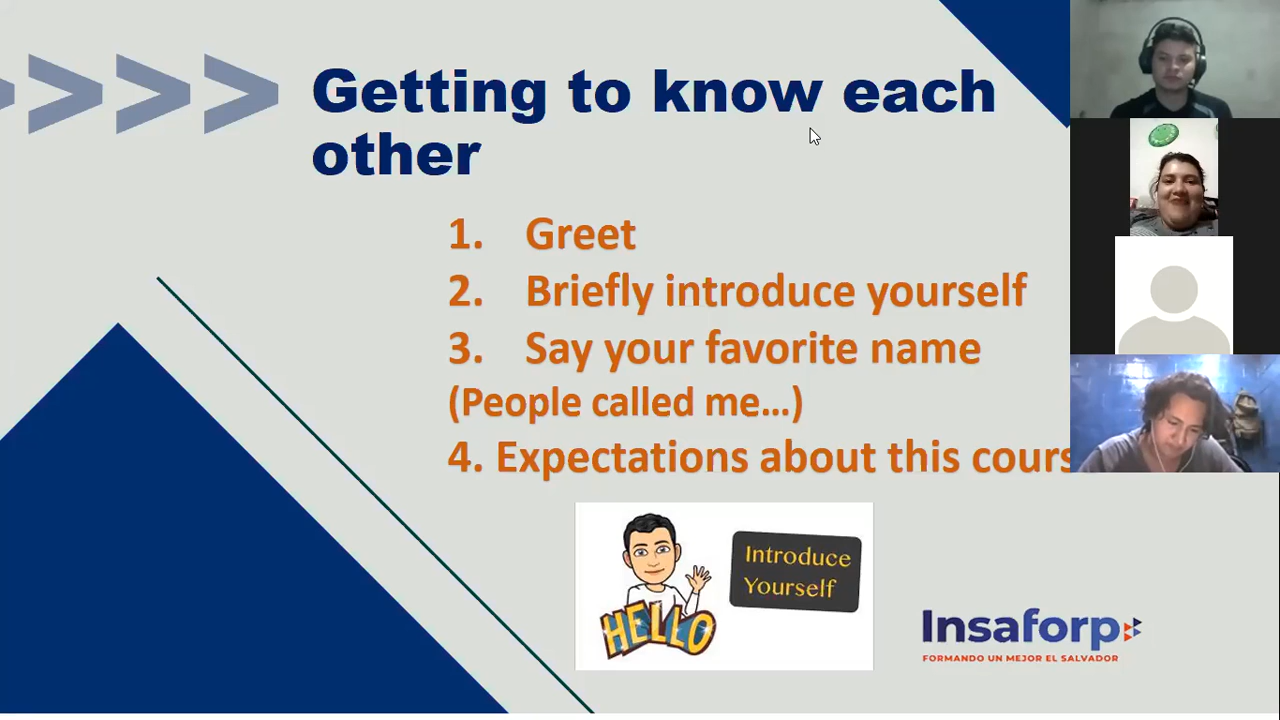 Getting to know each
other
1. Greet
2. Briefly introduce yourself
3. Say your favorite name
(People called me...)
4. Expectations about this cours
HELLO
Introduce
Yourself
Insaforp
FORMANDO UN MEJOR EL SALVADOR